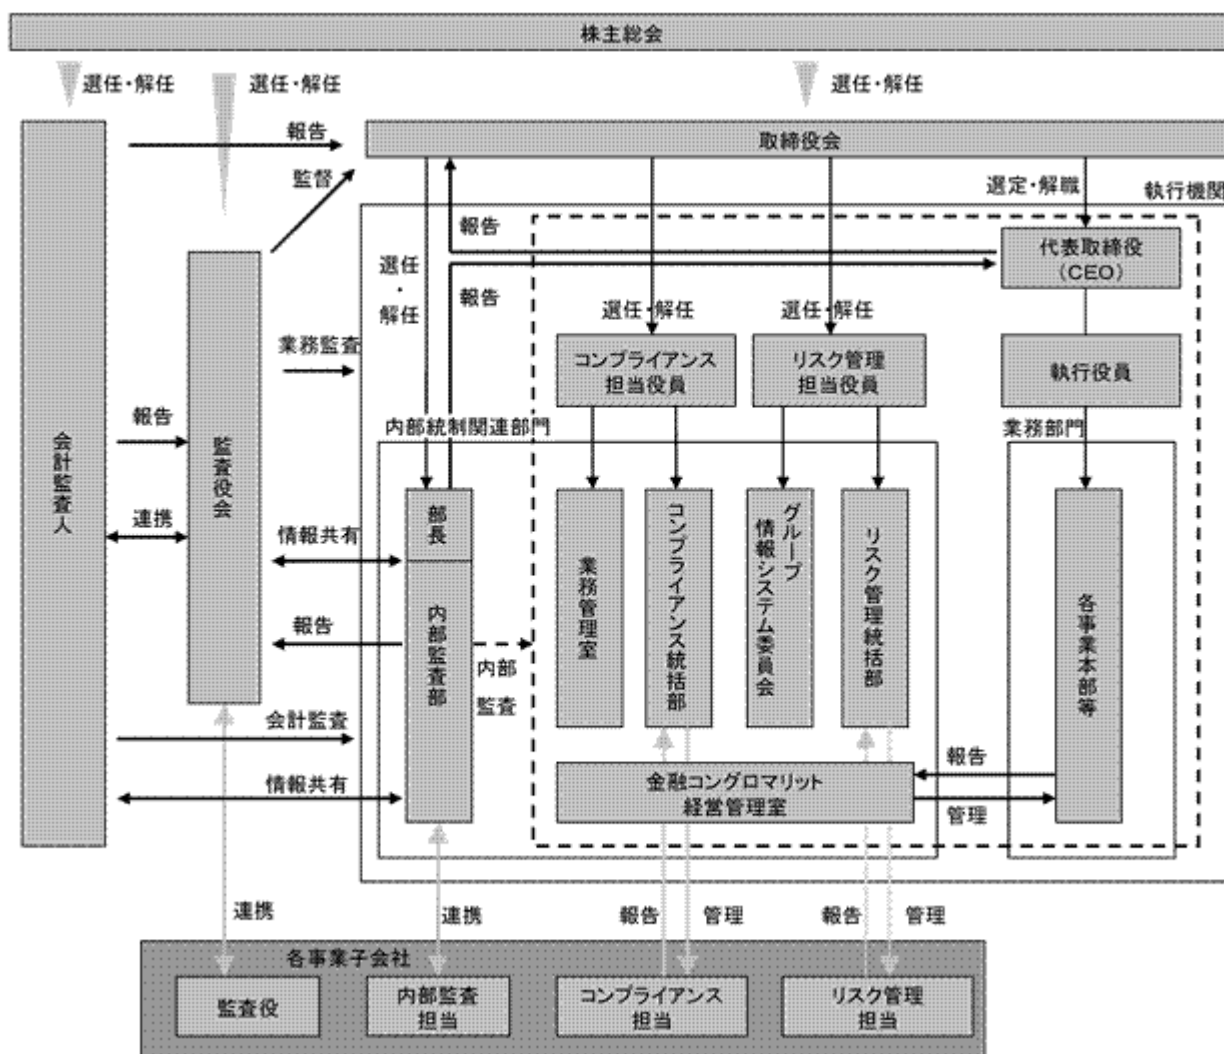 株主総会
選任・解任
選任・解任
選任・解任
報告
取締役会
監督
選定・解職
執行機関
報告
代表取締役
（CEO）
選任
・
解任
報告
選任・解任
選任・解任
業務監査
コンプライアンス
担当役員
リスク管理
担当役員
執行役員
報告
内部統制関連部門
業務部門
会計監査人
監査役会
連携
情報共有
部長
業務管理室
コンプライアンス統括部
グループ
情報システム委員会
リスク管理統括部
各事業本部等
報告
内部監査部
内部
監査
会計監査
情報共有
金融コングロマリット
経営管理室
報告
管理
連携
連携
報告
管理
報告
管理
各事業子会社
監査役
内部監査
担当
コンプライアンス
担当
リスク管理
担当